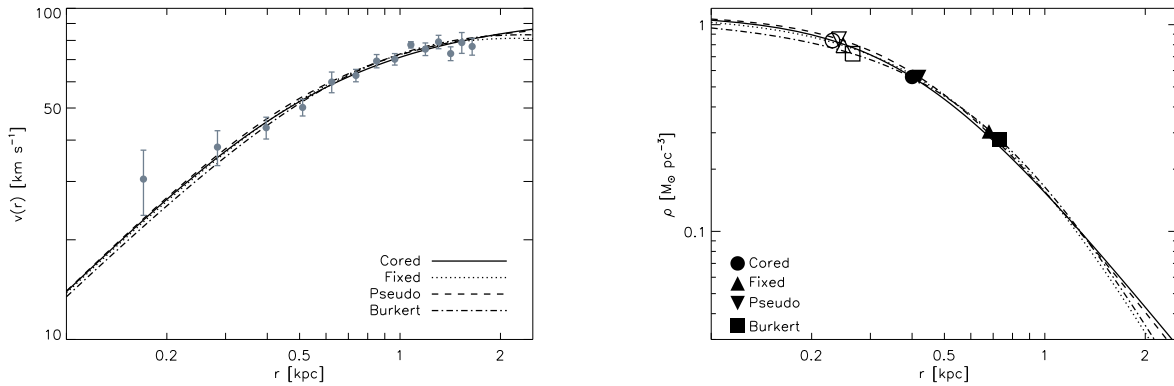 100
50
10
v(r) [km s⁻¹]
Cored
Fixed
Pseudo
Burkert
0.2 0.5 1 2
r [kpc]
1
0.1
ρ [M⊙ pc⁻³]
Cored
Fixed
Pseudo
Burkert
0.2 0.5 1 2
r [kpc]